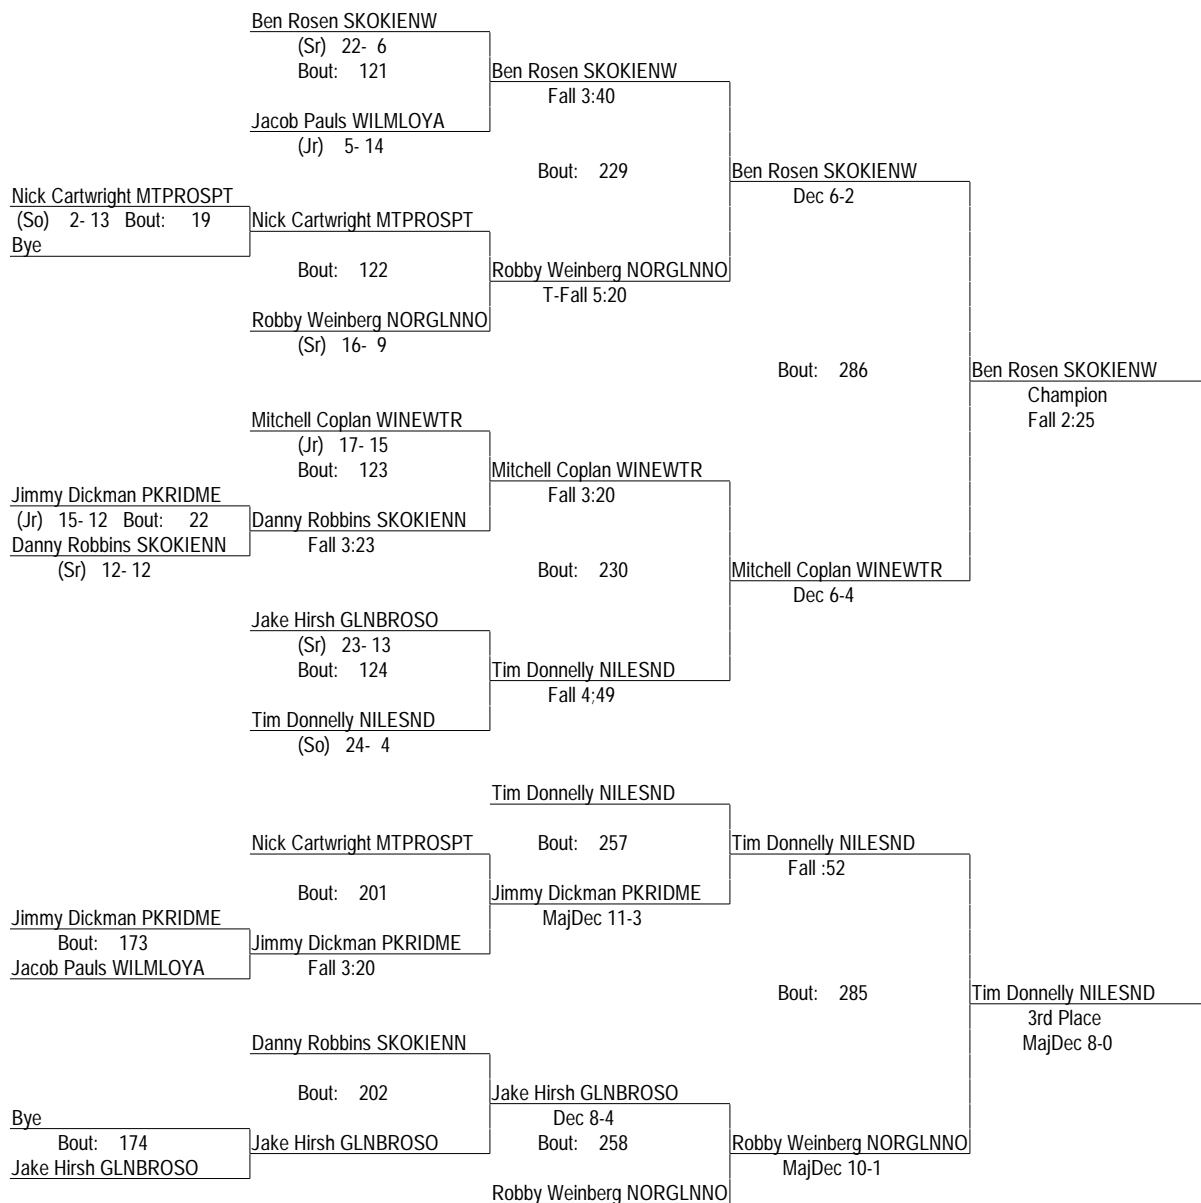 Ben Rosen SKOKIENW
(Sr) 22- 6
Bout: 121
Ben Rosen SKOKIENW
Fall 3:40
Jacob Pauls WILMLOYA
(Jr) 5- 14
Bout: 229
Ben Rosen SKOKIENW
Dec 6-2
Nick Cartwright MTPROSPT
(So) 2- 13 Bout: 19
Nick Cartwright MTPROSPT
Bye
Bout: 122
Robby Weinberg NORGLNNO
T-Fall 5:20
Robby Weinberg NORGLNNO
(Sr) 16- 9
Bout: 286
Ben Rosen SKOKIENW
Champion
Fall 2:25
Mitchell Coplan WINEWTR
(Jr) 17- 15
Bout: 123
Mitchell Coplan WINEWTR
Fall 3:20
Jimmy Dickman PKRIDME
(Jr) 15- 12 Bout: 22
Danny Robbins SKOKIENN
Danny Robbins SKOKIENN
Fall 3:23
(Sr) 12- 12
Bout: 230
Mitchell Coplan WINEWTR
Dec 6-4
Jake Hirsh GLNBROSO
(Sr) 23- 13
Bout: 124
Tim Donnelly NILESND
Fall 4;49
Tim Donnelly NILESND
(So) 24- 4
Tim Donnelly NILESND
Nick Cartwright MTPROSPT
Bout: 257
Tim Donnelly NILESND
Fall :52
Bout: 201
Jimmy Dickman PKRIDME
MajDec 11-3
Jimmy Dickman PKRIDME
Bout: 173
Jimmy Dickman PKRIDME
Jacob Pauls WILMLOYA
Fall 3:20
Bout: 285
Tim Donnelly NILESND
3rd Place
MajDec 8-0
Danny Robbins SKOKIENN
Bout: 202
Jake Hirsh GLNBROSO
Dec 8-4
Bye
Bout: 174
Jake Hirsh GLNBROSO
Bout: 258
Robby Weinberg NORGLNNO
Jake Hirsh GLNBROSO
MajDec 10-1
Robby Weinberg NORGLNNO